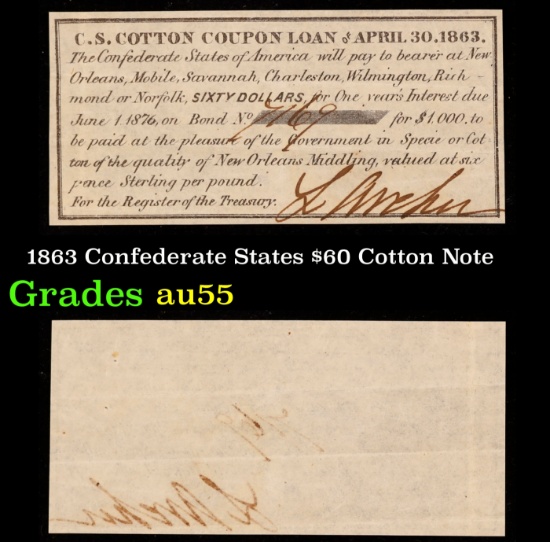 C.S. COTTON COUPON LOAN of APRIL 30, 1863.
The Confederate States of America will pay to bearer at New
Orleans, Mobile, Savannah, Charleston, Wilmington, Rich -
mond or Norfolk, SIXTY DOLLARS, for One year's Interest due
June 1. 1876, on Bond No 7169 for $1.000, to
be paid at the pleasure of the Government in Specie or Cot
ton of the quality of New Orleans Middling, valued at six
pence Sterling per pound.
For the Register of the Treasury. L Archer
1863 Confederate States $60 Cotton Note
Grades au55